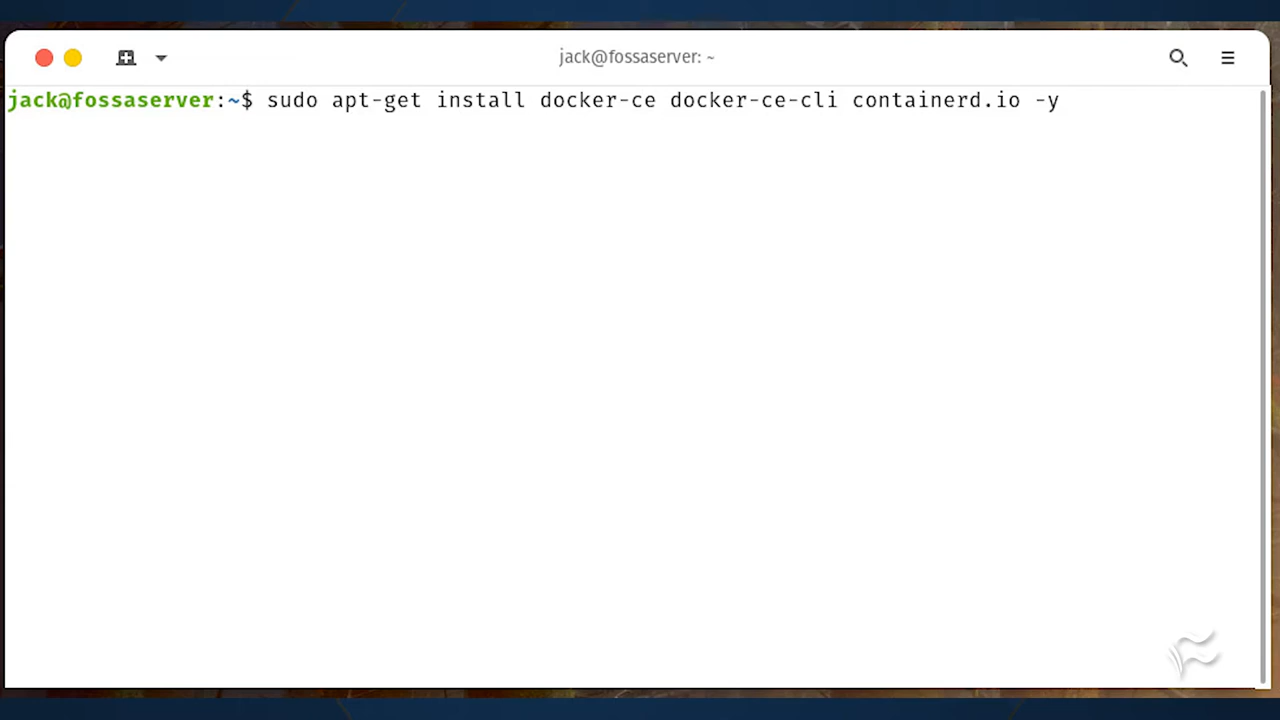 jack@fossaserver: ~
jack@fossaserver:~$ sudo apt-get install docker-ce docker-ce-cli containerd.io -y